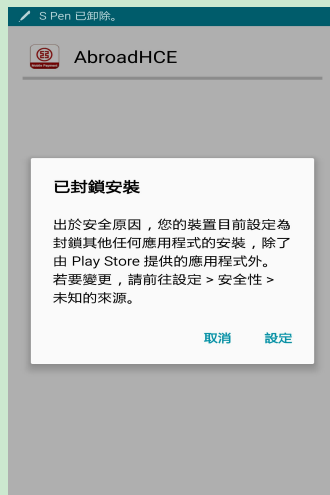 S Pen 已卸除。
AbroadHCE
Mobile Payment
已封鎖安裝
出於安全原因，您的裝置目前設定為
封鎖其他任何應用程式的安裝，除了
由 Play Store 提供的應用程式外。
若要變更，請前往設定 > 安全性 >
未知的來源。
取消 設定